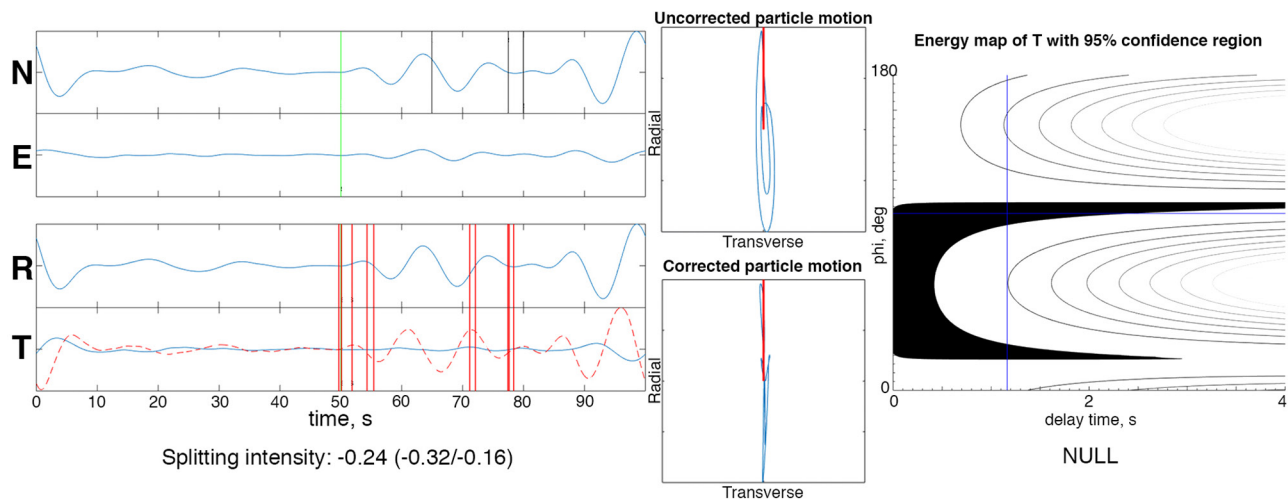 N
E
R
T
0 10 20 30 40 50 60 70 80 90
time, s
Splitting intensity: -0.24 (-0.32/-0.16)
Uncorrected particle motion
Radial
Transverse
Corrected particle motion
Radial
Transverse
Energy map of T with 95% confidence region
180
phi, deg
0
0 2 4
delay time, s
NULL